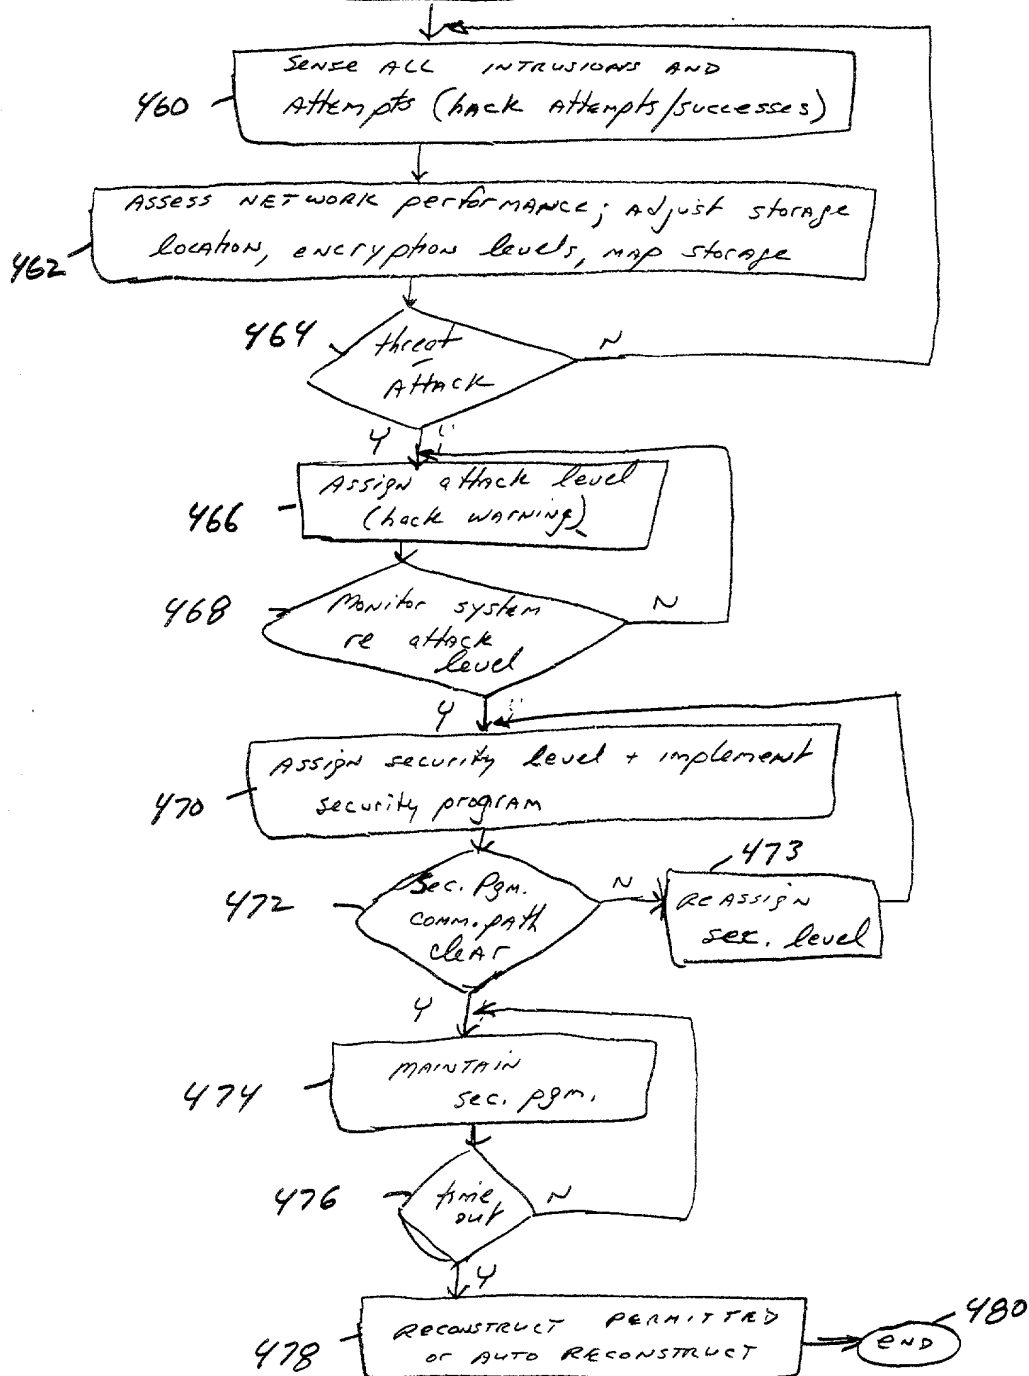 SENSE ALL INTRUSIONS AND
460
ATTEMPTS (hack ATTEMPTS/SUCCESSES)
ASSESS NETWORK performance; Adjust storage
462
location, encryption levels, map storage
464
threat
ATTACK
N
Y
Assign attack level
466
(hack warning)
468
Monitor system
re attack
level
N
Y
Assign security level + implement
470
security program
473
472
Sec. Pgm.
comm. path
clear
N
REASSIGN
sec. level
Y
474
MAINTAIN
sec. pgm.
476
time
out
N
Y
478
RECONSTRUCT PERMITTED
or AUTO RECONSTRUCT
END
480